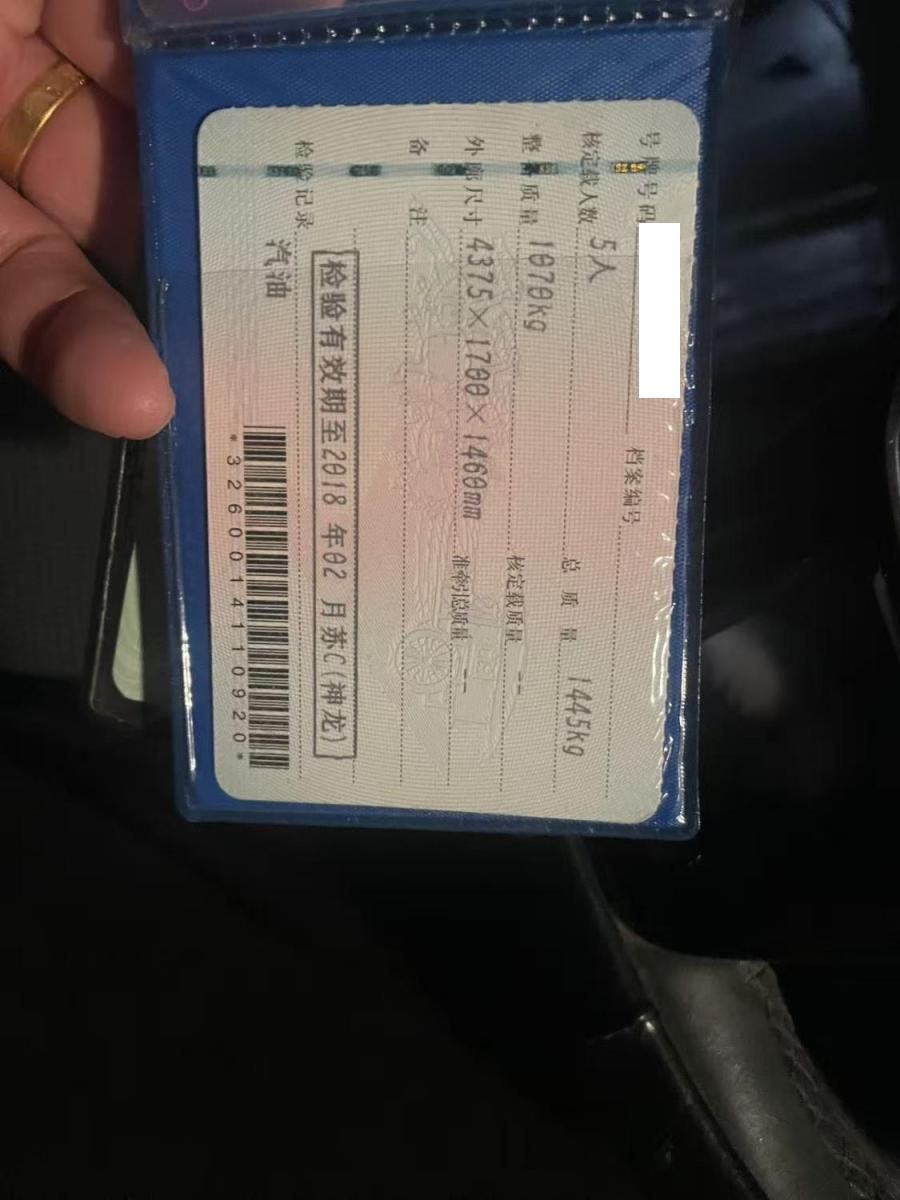 号牌号码 档案编号
核定载人数 5人 总质量 1445kg
整备质量 1070kg 核定载质量 --
外廓尺寸 4375×1700×1460mm 准牵引总质量 --
备注
检验有效期至2018 年02 月苏C(神龙)
检验记录
汽油
*3260014110920*